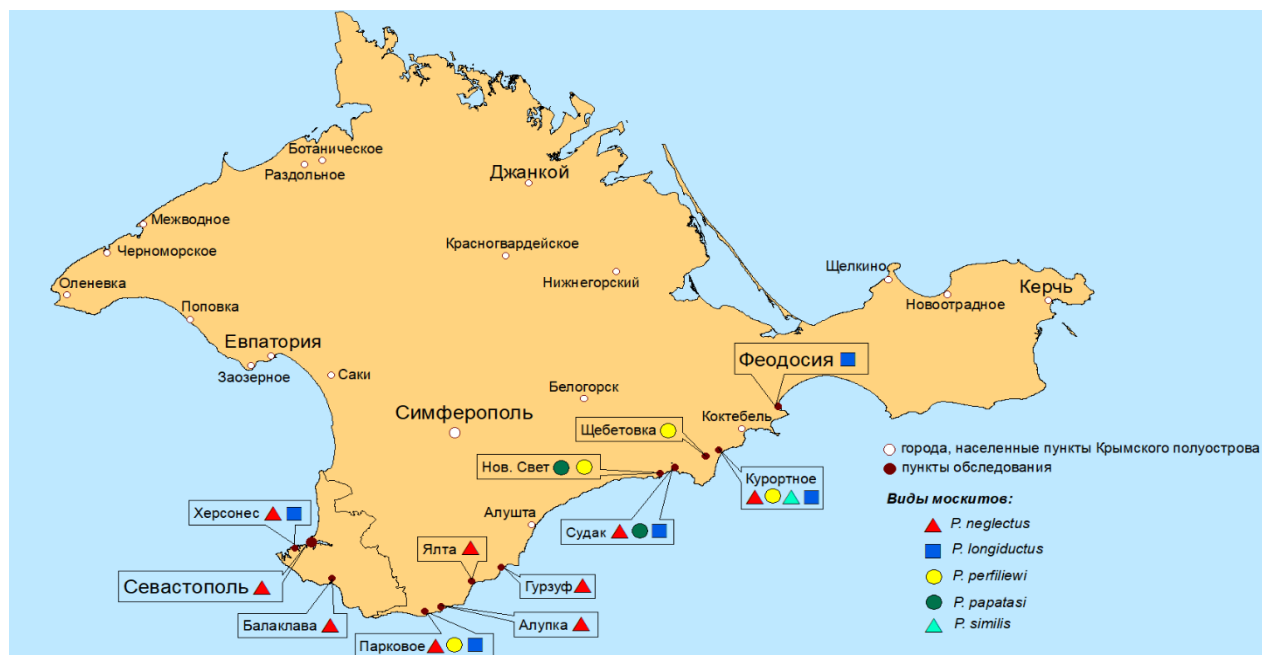 Ботаническое
Раздольное
Джанкой
Межводное
Черноморское
Красногвардейское
Нижнегорский
Щелкино
Оленевка
Новоотрадное
Керчь
Поповка
Евпатория
Заозерное
Саки
Феодосия
Белогорск
Симферополь
Коктебель
Щебетовка
города, населенные пункты Крымского полуострова
Нов. Свет
пункты обследования
Курортное
Виды москитов:
Херсонес
Алушта
Судак
P. neglectus
Ялта
P. longiductus
Севастополь
Гурзуф
P. perfiliewi
P. papatasi
Балаклава
Алупка
P. similis
Парковое